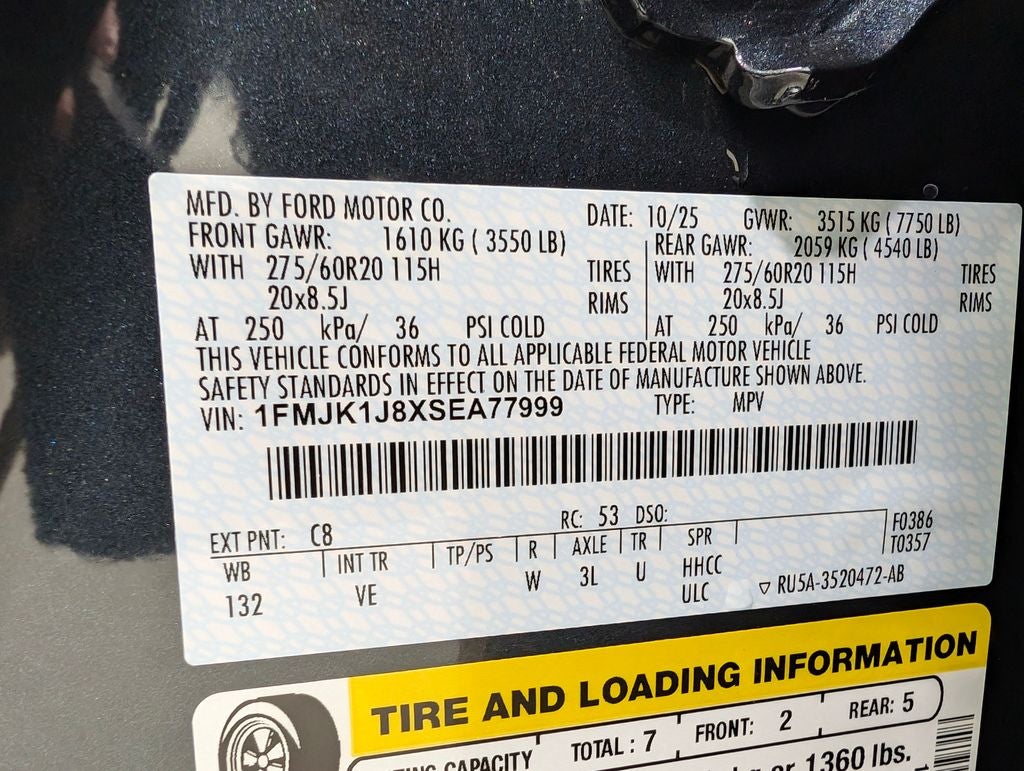 MFD. BY FORD MOTOR CO. DATE: 10/25 GVWR: 3515 KG ( 7750 LB)
FRONT GAWR: 1610 KG ( 3550 LB) REAR GAWR: 2059 KG ( 4540 LB)
WITH 275/60R20 115H TIRES WITH 275/60R20 115H TIRES
20x8.5J RIMS 20x8.5J RIMS
AT 250 kPa/ 36 PSI COLD AT 250 kPa/ 36 PSI COLD
THIS VEHICLE CONFORMS TO ALL APPLICABLE FEDERAL MOTOR VEHICLE
SAFETY STANDARDS IN EFFECT ON THE DATE OF MANUFACTURE SHOWN ABOVE.
VIN: 1FMJK1J8XSEA77999 TYPE: MPV
EXT PNT: C8 RC: 53 DSO: F0386
WB INT TR TP/PS R AXLE TR SPR T0357
132 VE W 3L U HHCC
ULC ▽ RU5A-3520472-AB
TIRE AND LOADING INFORMATION
CAPACITY TOTAL : 7 FRONT: 2 REAR: 5
or 1360 lbs.